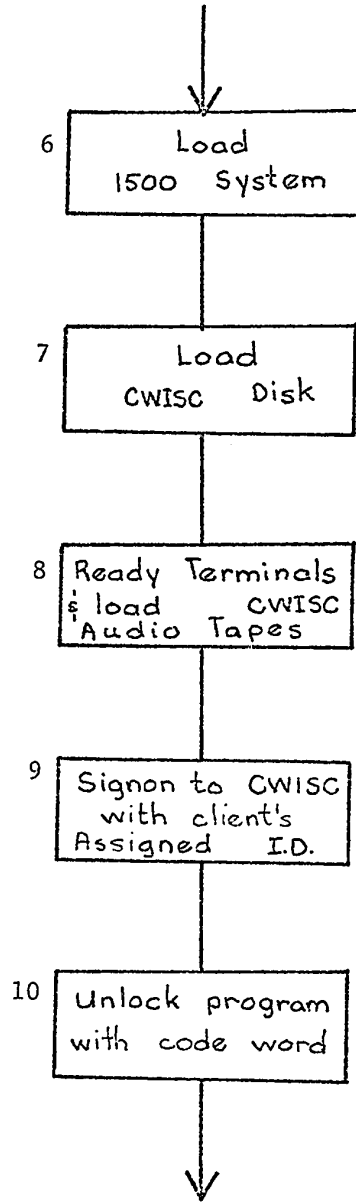 6
Load
1500 System
7
Load
CWISC Disk
8
Ready Terminals
& load CWISC
Audio Tapes
9
Signon to CWISC
with client's
Assigned I.D.
10
Unlock program
with code word